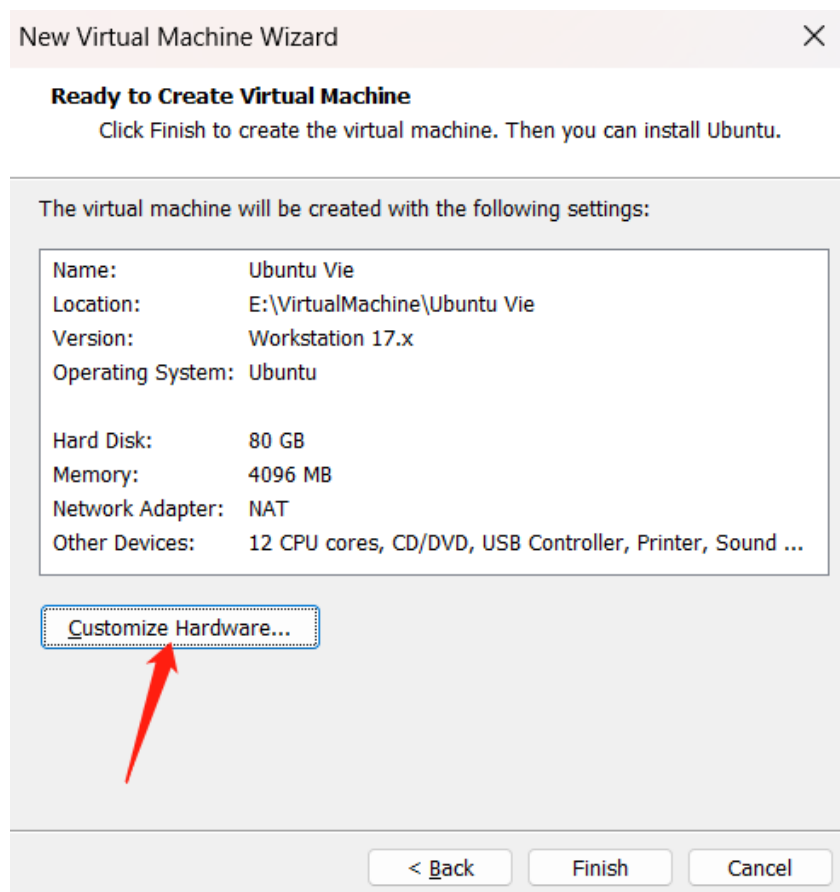 New Virtual Machine Wizard
Ready to Create Virtual Machine
Click Finish to create the virtual machine. Then you can install Ubuntu.
The virtual machine will be created with the following settings:
Name: Ubuntu Vie
Location: E:\VirtualMachine\Ubuntu Vie
Version: Workstation 17.x
Operating System: Ubuntu
Hard Disk: 80 GB
Memory: 4096 MB
Network Adapter: NAT
Other Devices: 12 CPU cores, CD/DVD, USB Controller, Printer, Sound ...
Customize Hardware...
< Back Finish Cancel